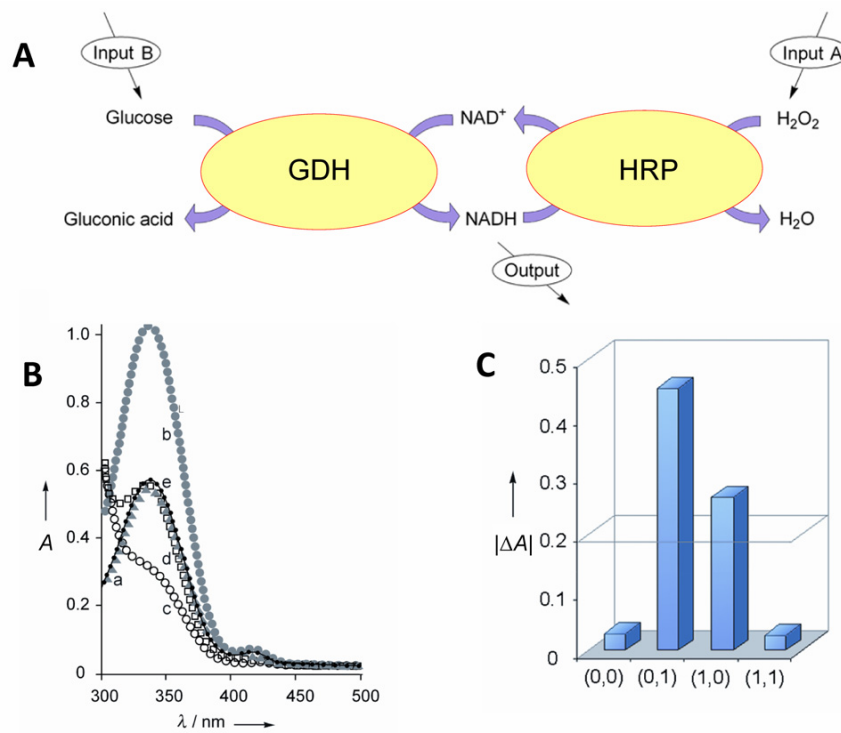 A
Input B
Input A
Glucose
NAD⁺
H₂O₂
GDH
HRP
Gluconic acid
NADH
H₂O
Output
B
1.0
0.8
0.6
0.4
0.2
0
A
b
e
d
a
c
300
350
400
450
500
λ / nm
C
0.5
0.4
0.3
0.2
0.1
0
|ΔA|
(0,0)
(0,1)
(1,0)
(1,1)